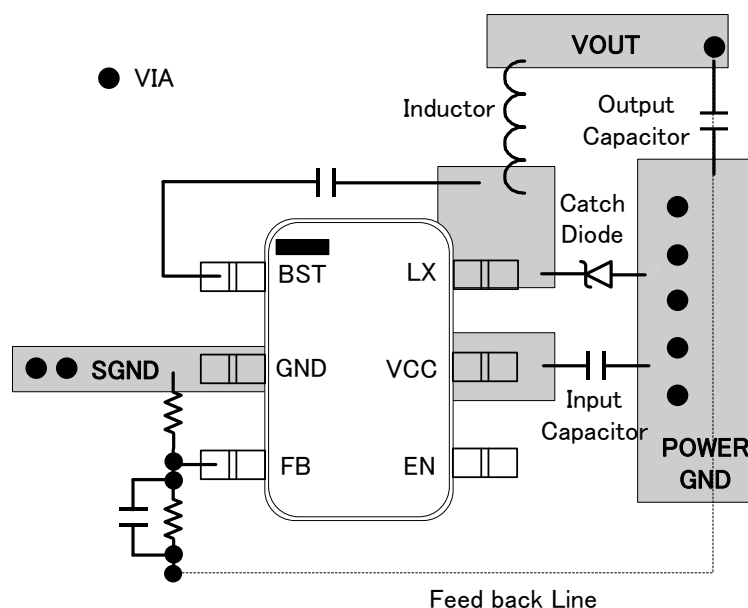 VOUT
VIA
Inductor
Output
Capacitor
Catch
Diode
BST
LX
SGND
GND
VCC
Input
Capacitor
POWER
GND
FB
EN
Feed back Line